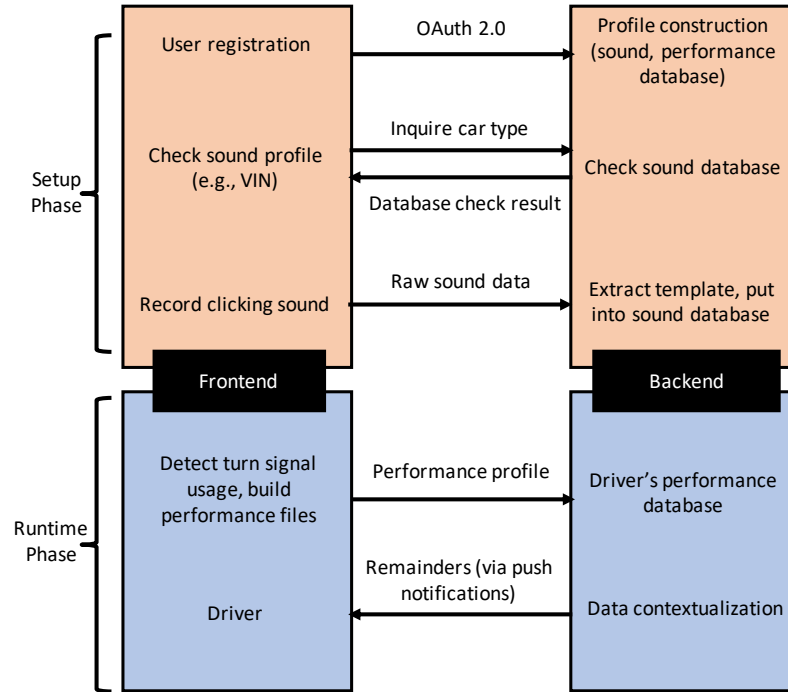 User registration
OAuth 2.0
Profile construction
(sound, performance
database)
Inquire car type
Check sound profile
(e.g., VIN)
Check sound database
Setup
Phase
Database check result
Record clicking sound
Raw sound data
Extract template, put
into sound database
Frontend
Backend
Detect turn signal
usage, build
performance files
Performance profile
Driver's performance
database
Runtime
Phase
Remainders (via push
notifications)
Driver
Data contextualization